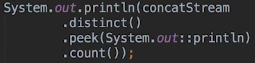 System.out.println(concatStream
.distinct()
.peek(System.out::println)
.count());